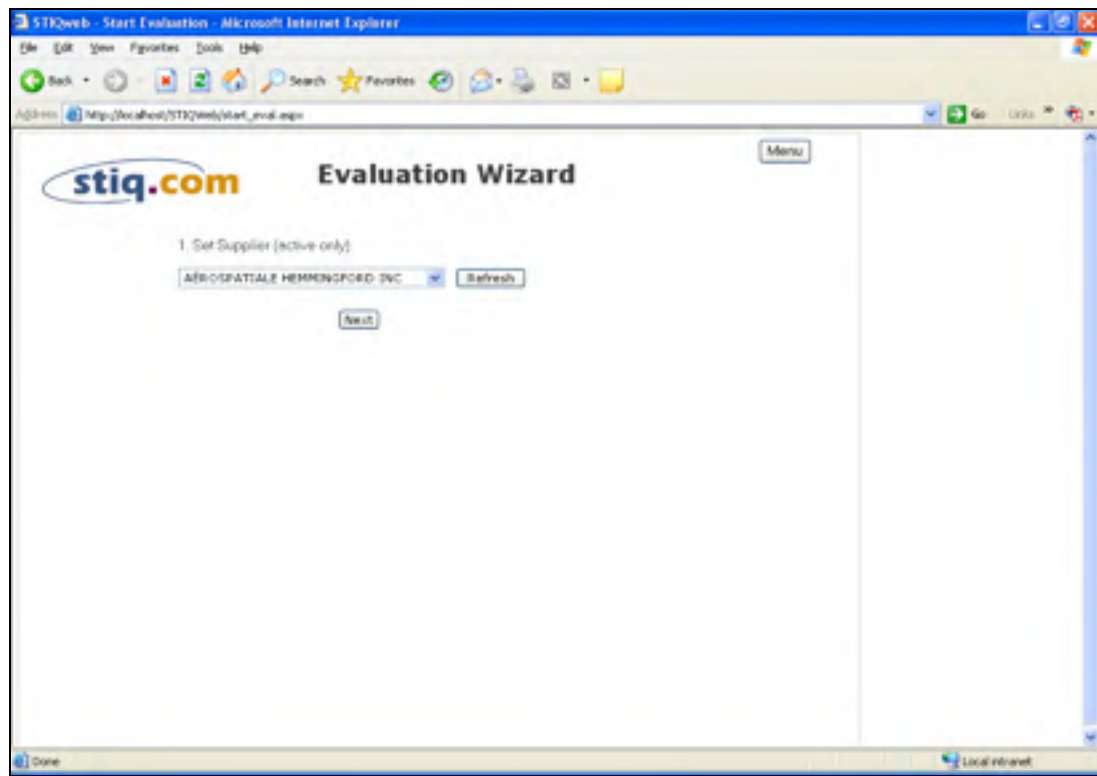 STIQweb - Start Evaluation - Microsoft Internet Explorer
File Edit View Favorites Tools Help
Back Search Favorites
Address http://localhost/STIQWeb/start_eval.aspx Go Links
Menu
stiq.com Evaluation Wizard
1. Set Supplier (active only)
AÉROSPATIALE HEMMINGFORD INC Refresh
Next
Done Local intranet